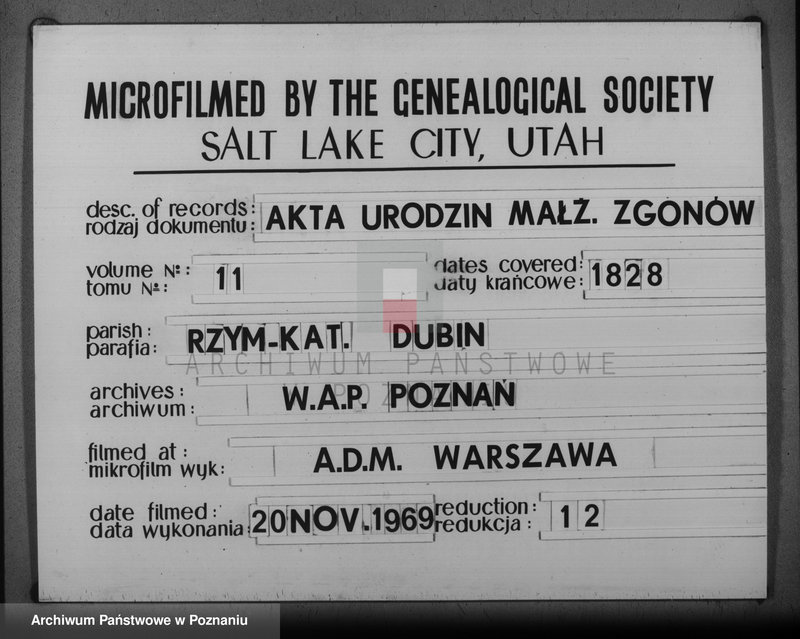 MICROFILMED BY THE GENEALOGICAL SOCIETY
SALT LAKE CITY, UTAH
desc. of records:
rodzaj dokumentu:
AKTA URODZIN MAŁŻ. ZGONÓW
volume №:
tomu №:
11
dates covered:
daty krańcowe:
1828
parish:
parafia:
RZYM-KAT. DUBIN
ARCHIWUM PAŃSTWOWE
POZNAŃ
archives:
archiwum:
W.A.P. POZNAŃ
filmed at:
mikrofilm wyk:
A.D.M. WARSZAWA
date filmed:
data wykonania:
20 NOV. 1969
reduction:
redukcja:
12
Archiwum Państwowe w Poznaniu